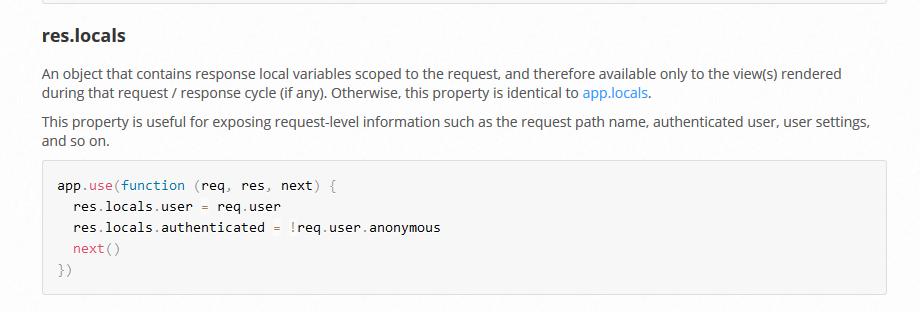 res.locals
An object that contains response local variables scoped to the request, and therefore available only to the view(s) rendered
during that request / response cycle (if any). Otherwise, this property is identical to app.locals.
This property is useful for exposing request-level information such as the request path name, authenticated user, user settings,
and so on.
app.use(function (req, res, next) {
  res.locals.user = req.user
  res.locals.authenticated = !req.user.anonymous
  next()
})